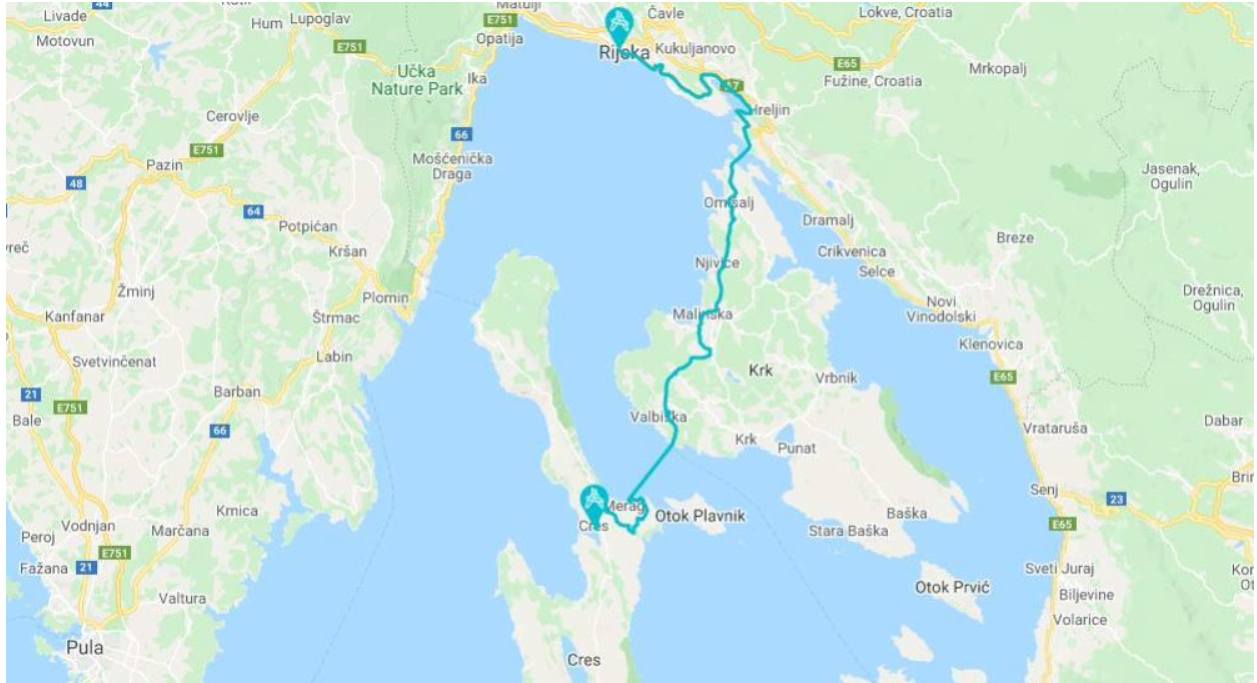 Livade
44
Motovun
Hum
Lupoglav
E751
Matulji
Opatija
Ika
Učka
Nature Park
Cerovlje
E751
Pazin
48
64
66
Mošćenička
Draga
Potpićan
Kršan
Plomin
Žminj
Kanfanar
Štrmac
Svetvinčenat
Labin
21
E751
Bale
Barban
66
Krnica
Vodnjan
Marčana
Peroj
E751
Fažana
21
Valtura
Pula
Čavle
Rijeka
Kukuljanovo
A7
Hreljin
Lokve, Croatia
E65
Fužine, Croatia
Mrkopalj
Jasenak,
Ogulin
Omišalj
Dramalj
Crikvenica
Selce
Breze
Njivice
Novi
Vinodolski
Drežnica,
Ogulin
Malinska
Klenovica
Krk
Vrbnik
E65
Valbiska
Krk
Punat
Vrataruša
Dabar
Merag
Cres
Otok Plavnik
Baška
Stara Baška
Senj
23
E65
Otok Prvić
Sveti Juraj
Biljevine
Volarice
Cres